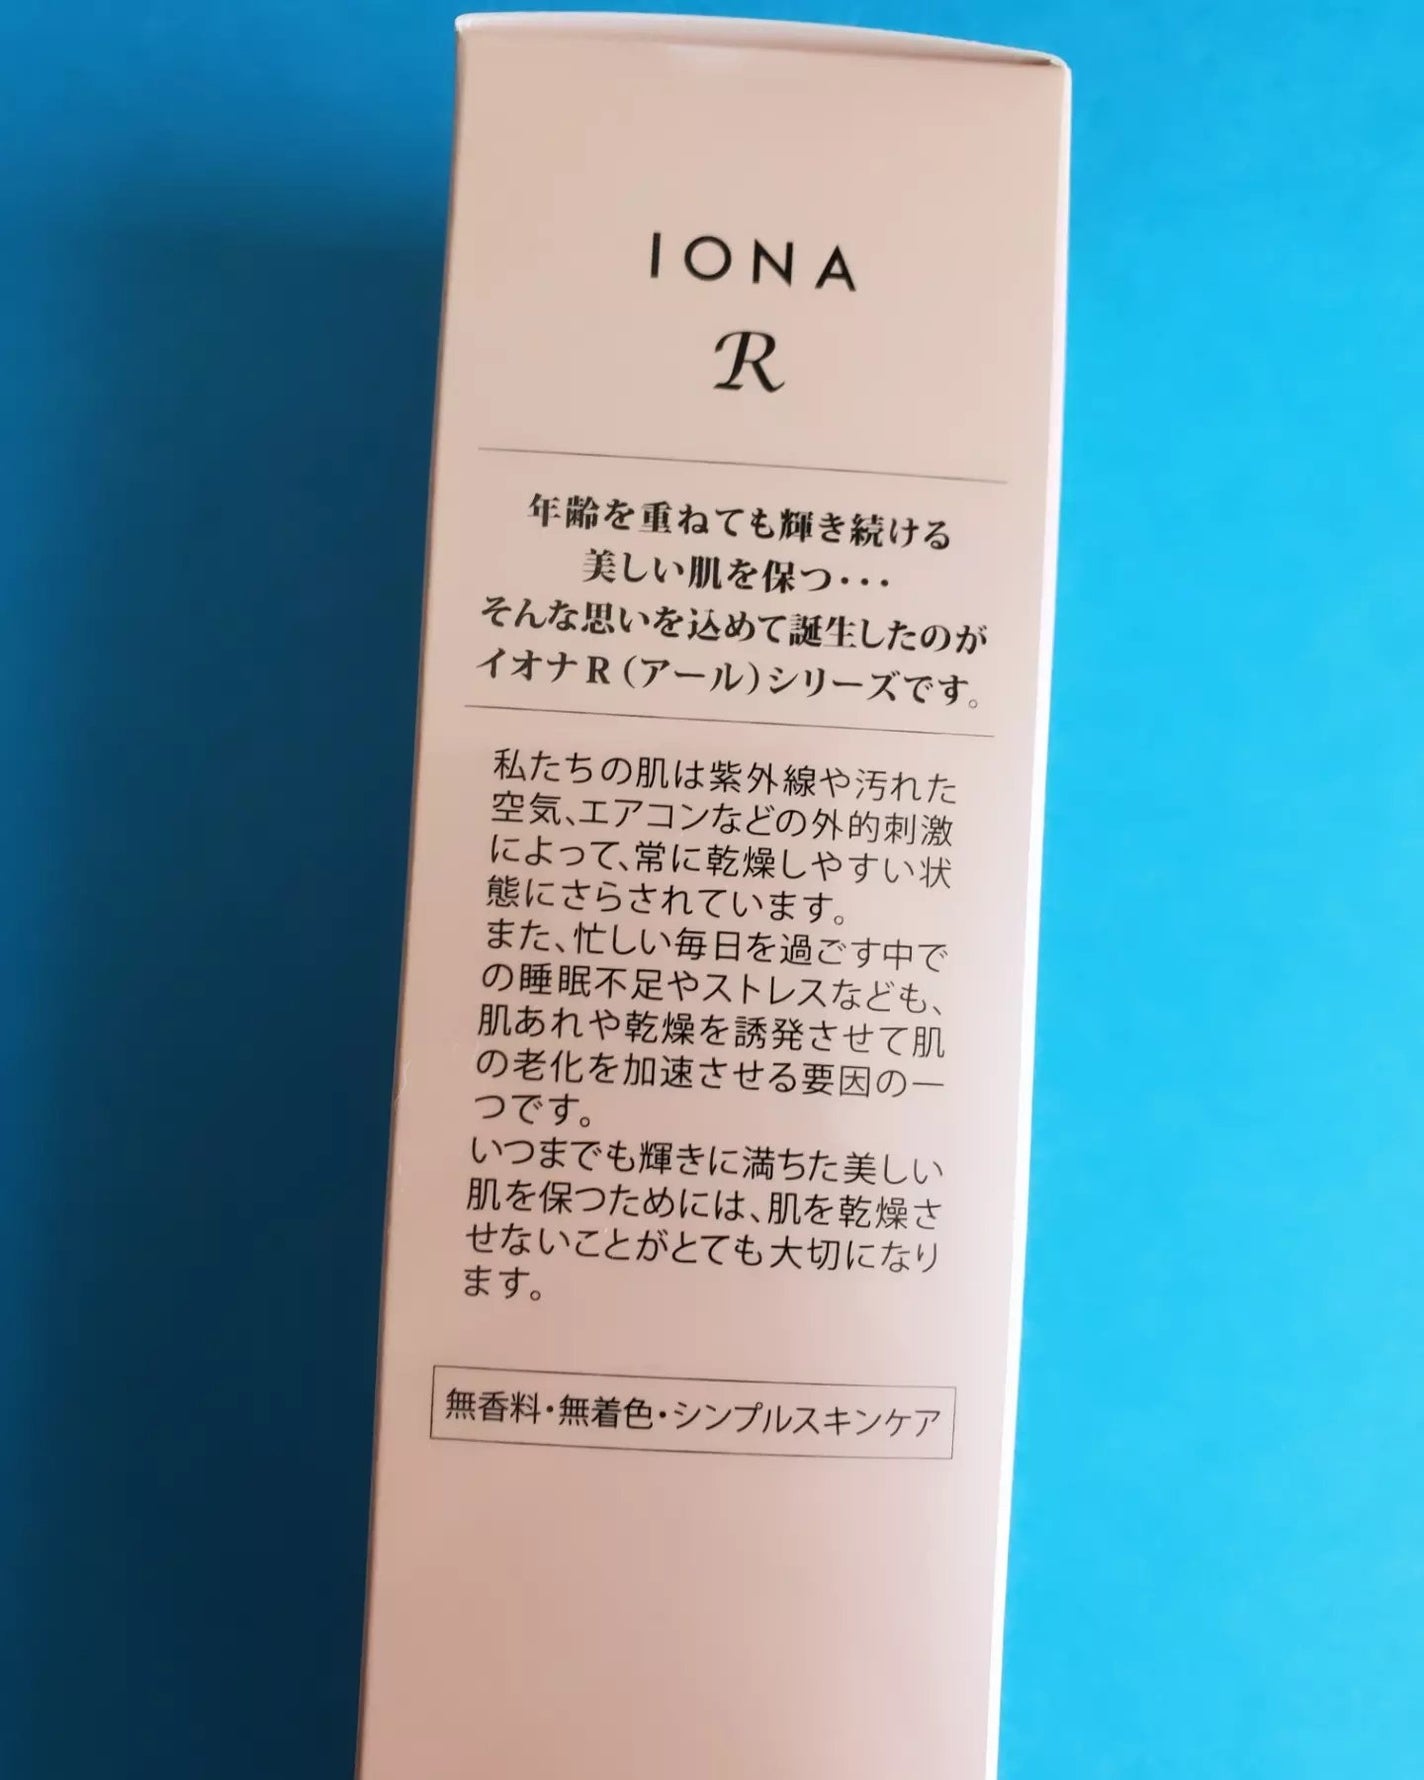 IONA
R
年齢を重ねても輝き続ける
美しい肌を保つ・・・
そんな思いを込めて誕生したのが
イオナR（アール）シリーズです。
私たちの肌は紫外線や汚れた
空気、エアコンなどの外的刺激
によって、常に乾燥しやすい状
態にさらされています。
また、忙しい毎日を過ごす中で
の睡眠不足やストレスなども、
肌あれや乾燥を誘発させて肌
の老化を加速させる要因の一
つです。
いつまでも輝きに満ちた美しい
肌を保つためには、肌を乾燥さ
せないことがとても大切になり
ます。
無香料・無着色・シンプルスキンケア